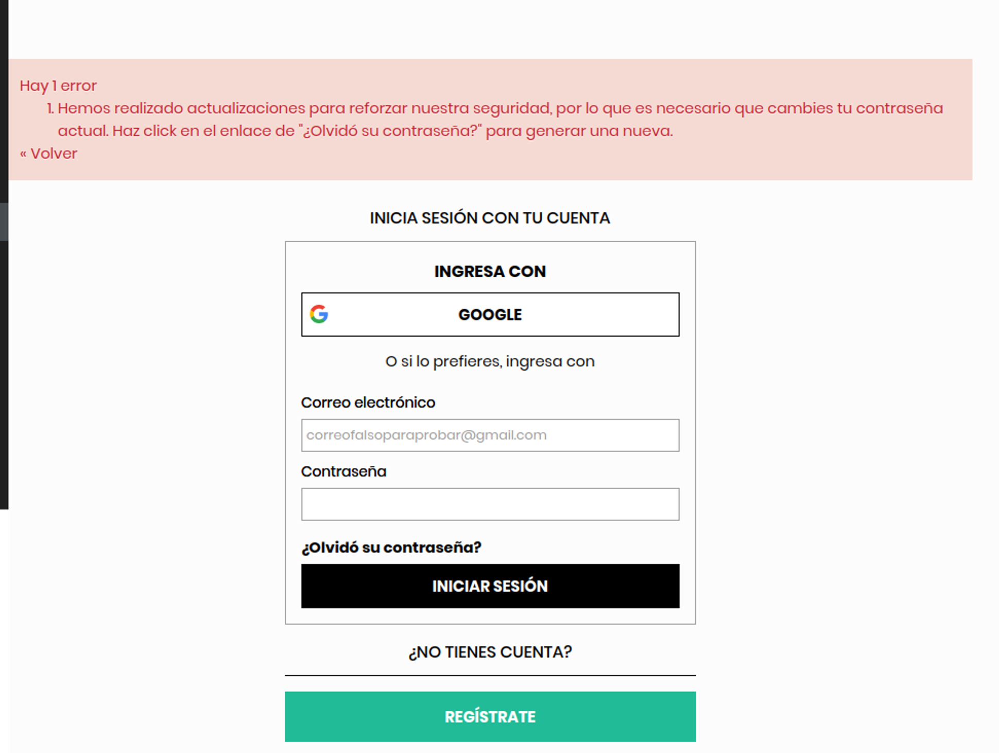 Hay 1 error
1. Hemos realizado actualizaciones para reforzar nuestra seguridad, por lo que es necesario que cambies tu contraseña
actual. Haz click en el enlace de "¿Olvidó su contraseña?" para generar una nueva.
« Volver
INICIA SESIÓN CON TU CUENTA
INGRESA CON
GOOGLE
O si lo prefieres, ingresa con
Correo electrónico
correofalsoparaprobar@gmail.com
Contraseña
¿Olvidó su contraseña?
INICIAR SESIÓN
¿NO TIENES CUENTA?
REGÍSTRATE